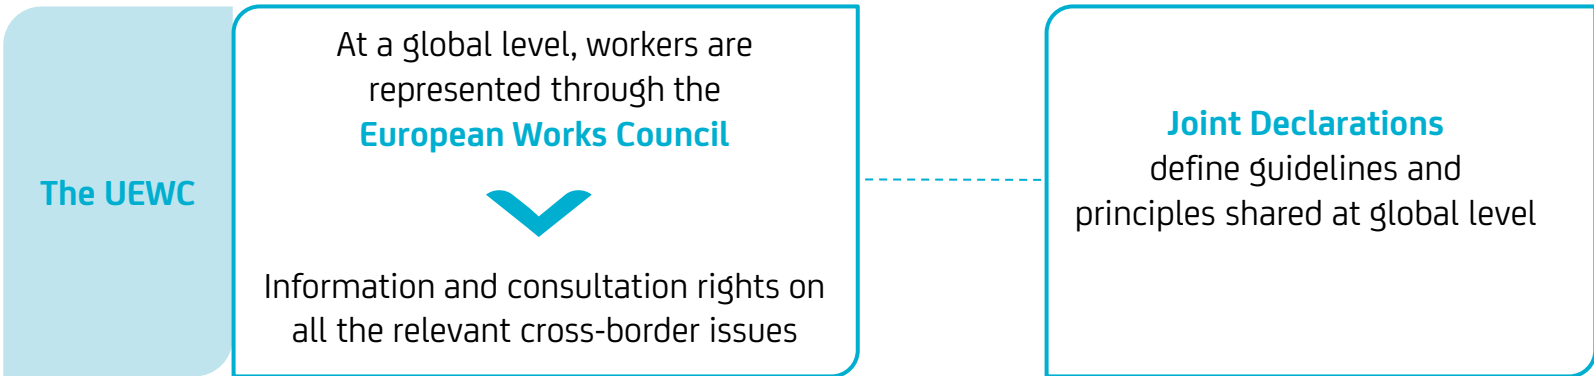 The UEWC
At a global level, workers are
represented through the
European Works Council
Information and consultation rights on
all the relevant cross-border issues
Joint Declarations
define guidelines and
principles shared at global level